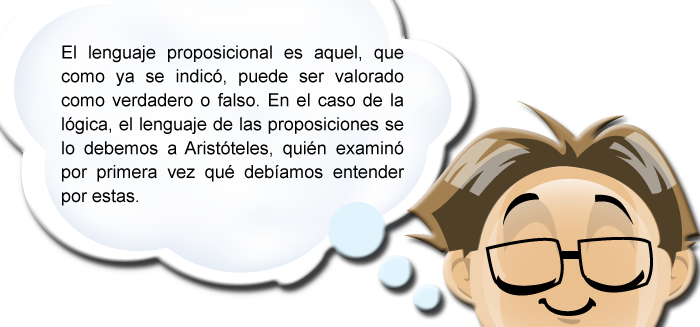 El lenguaje proposicional es aquel, que
como ya se indicó, puede ser valorado
como verdadero o falso. En el caso de la
lógica, el lenguaje de las proposiciones se
lo debemos a Aristóteles, quién examinó
por primera vez qué debíamos entender
por estas.